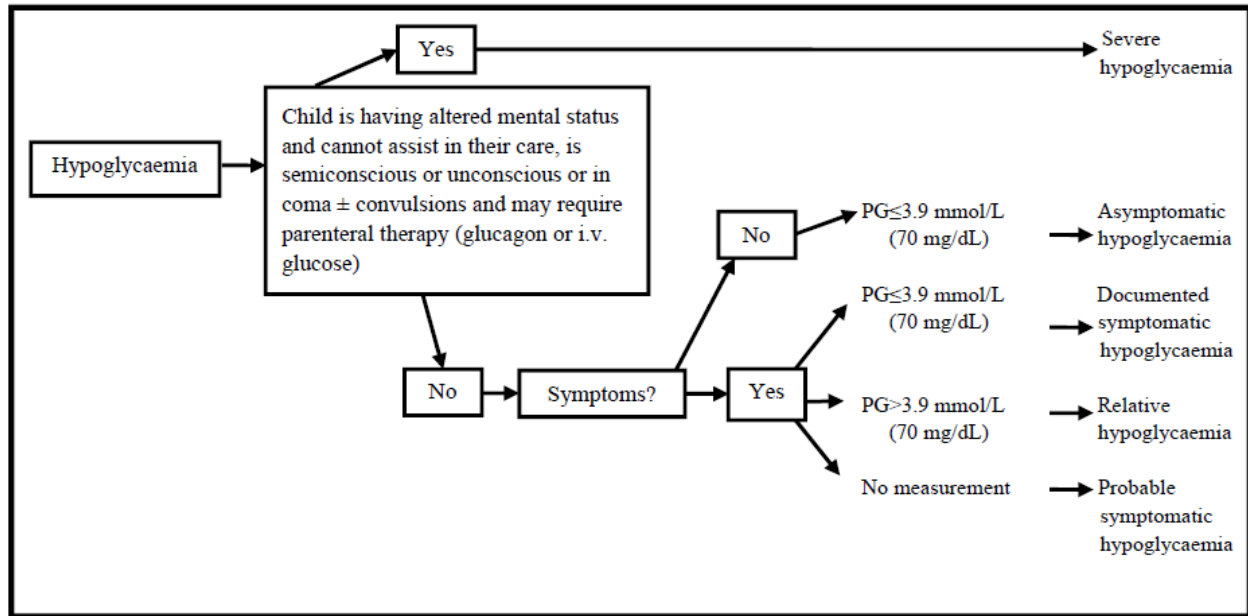 Yes
Severe
hypoglycaemia
Hypoglycaemia
Child is having altered mental status
and cannot assist in their care, is
semiconscious or unconscious or in
coma ± convulsions and may require
parenteral therapy (glucagon or i.v.
glucose)
No
PG≤3.9 mmol/L
(70 mg/dL)
Asymptomatic
hypoglycaemia
PG≤3.9 mmol/L
(70 mg/dL)
Documented
symptomatic
hypoglycaemia
No
Symptoms?
Yes
PG>3.9 mmol/L
(70 mg/dL)
Relative
hypoglycaemia
No measurement
Probable
symptomatic
hypoglycaemia